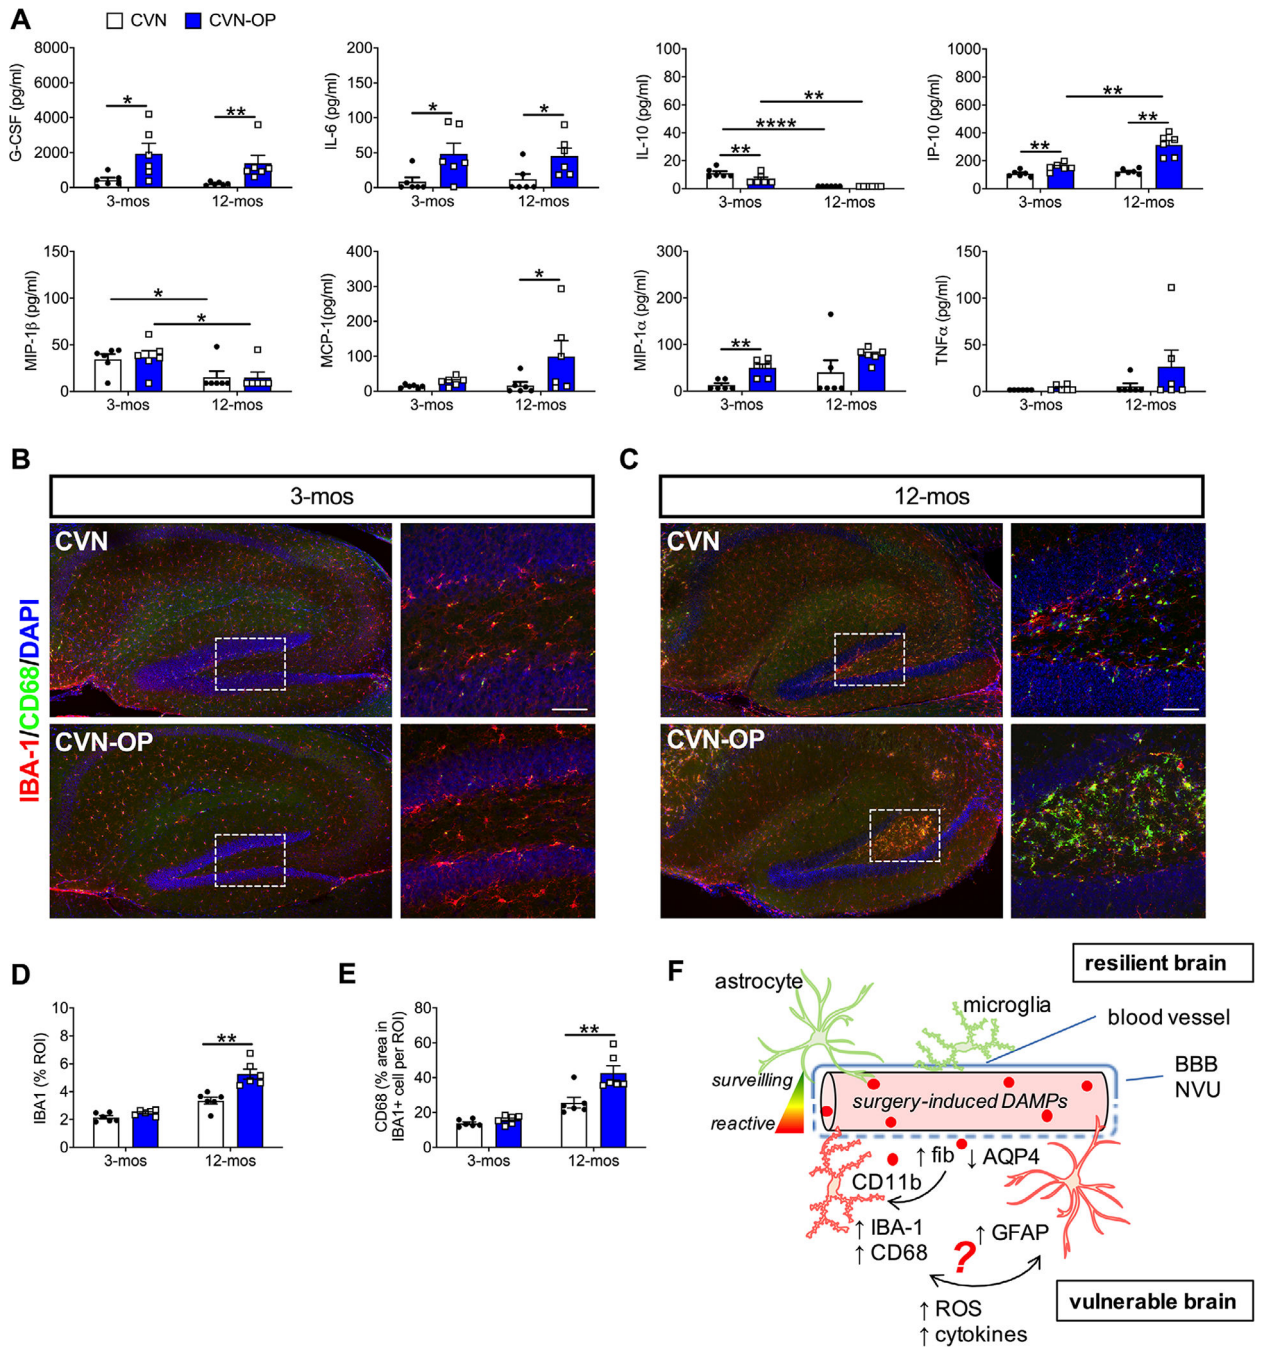 A
CVN CVN-OP
G-CSF (pg/ml)
8000
6000
4000
2000
0
*
**
3-mos 12-mos
IL-6 (pg/ml)
200
150
100
50
0
*
*
3-mos 12-mos
IL-10 (pg/ml)
100
80
60
40
20
0
**
****
**
3-mos 12-mos
IP-10 (pg/ml)
1000
800
600
400
200
0
**
**
**
3-mos 12-mos
MIP-1β (pg/ml)
150
100
50
0
*
*
3-mos 12-mos
MCP-1(pg/ml)
400
300
200
100
0
*
3-mos 12-mos
MIP-1α (pg/ml)
300
200
100
0
**
3-mos 12-mos
TNFα (pg/ml)
150
100
50
0
3-mos 12-mos
B
3-mos
IBA-1/CD68/DAPI
CVN
CVN-OP
C
12-mos
CVN
CVN-OP
D
IBA1 (% ROI)
10
8
6
4
2
0
**
3-mos 12-mos
E
CD68 (% area in
IBA1+ cell per ROI)
80
60
40
20
0
**
3-mos 12-mos
F
resilient brain
astrocyte
microglia
blood vessel
BBB
NVU
surveilling
reactive
surgery-induced DAMPs
↑ fib ↓ AQP4
CD11b
↑ IBA-1
↑ CD68
↑ GFAP
?
↑ ROS
↑ cytokines
vulnerable brain